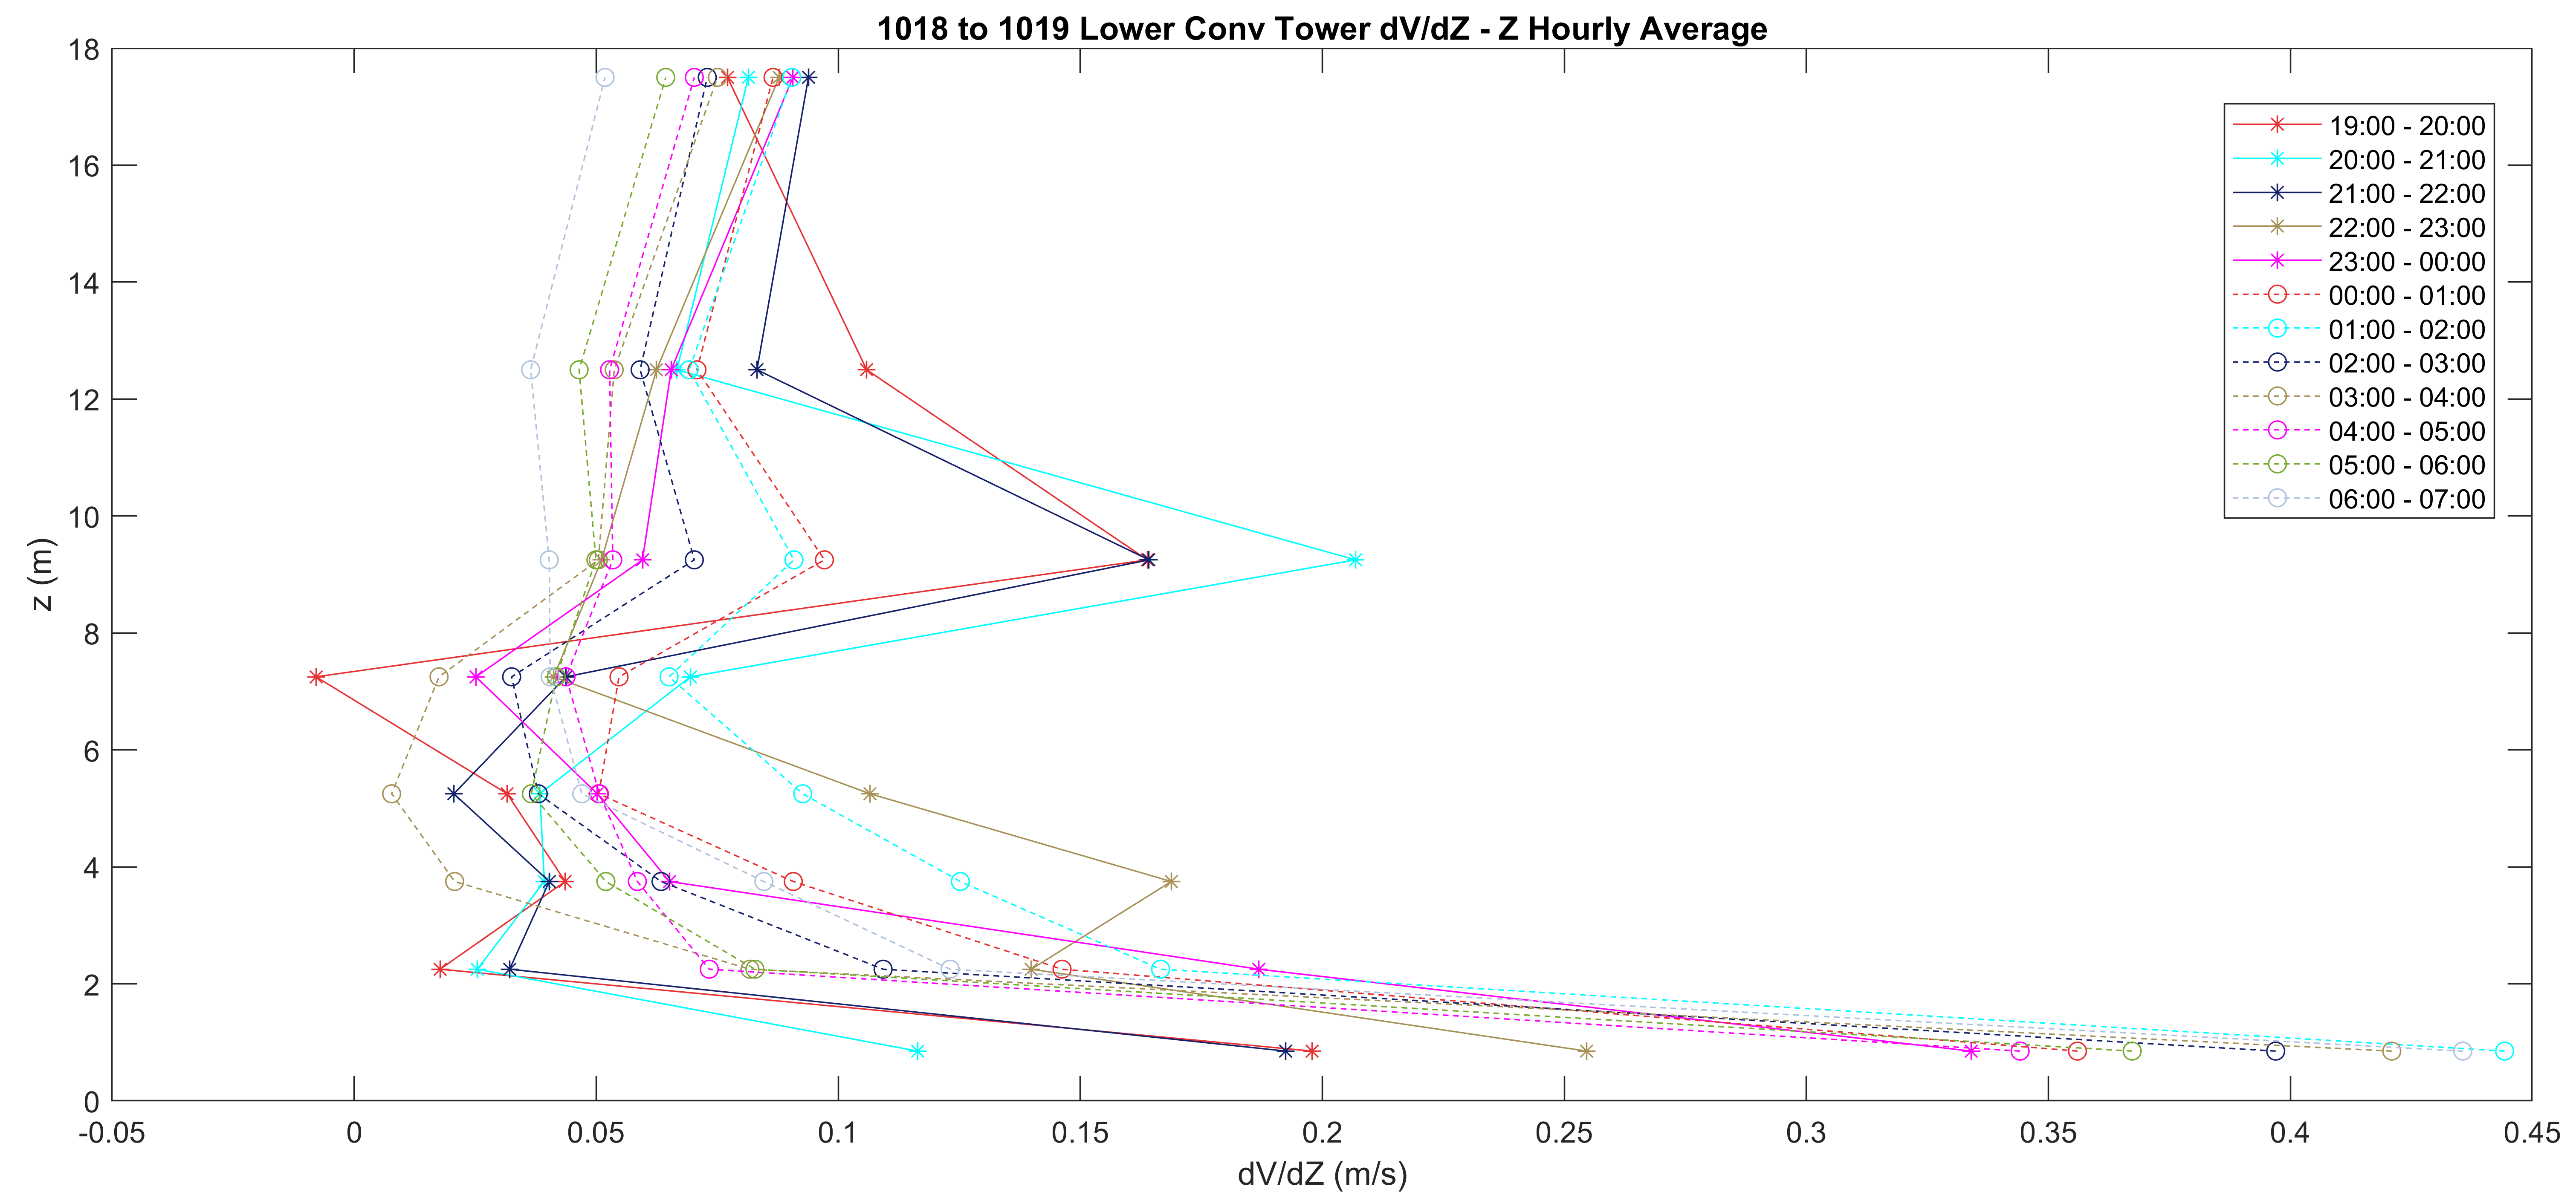 1018 to 1019 Lower Conv Tower dV/dZ - Z Hourly Average
18
16
14
12
10
8
6
4
2
0
z (m)
-0.05
0
0.05
0.1
0.15
0.2
0.25
0.3
0.35
0.4
0.45
dV/dZ (m/s)
19:00 - 20:00
20:00 - 21:00
21:00 - 22:00
22:00 - 23:00
23:00 - 00:00
00:00 - 01:00
01:00 - 02:00
02:00 - 03:00
03:00 - 04:00
04:00 - 05:00
05:00 - 06:00
06:00 - 07:00